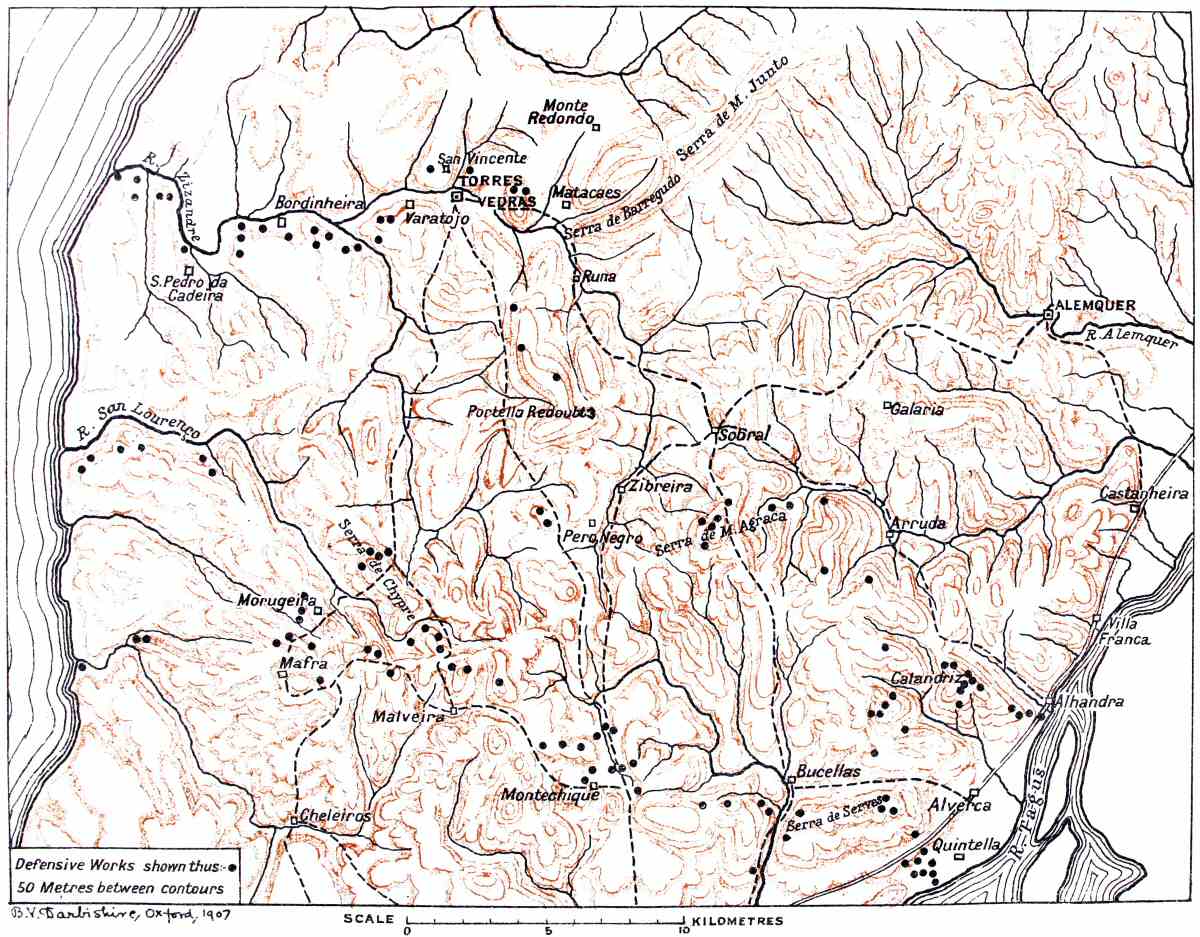 Monte
Redondo
Serra de M. Junto
San Vincente
R. Zizandre
TORRES
VEDRAS
Matacaes
Bordinheira
Varatojo
Serra de Barregudo
S. Pedro da
Cadeira
Runa
ALEMQUER
R. Alemquer
R. San Lourenço
Portella Redoubts
Galaria
Sobral
Zibreira
Castanheira
Serra de M. Agraca
Arruda
Pero Negro
Serra de Chypre
Morugeira
Villa
Franca
Mafra
Calandriz
Alhandra
Malveira
Bucellas
Montechique
Alverca
Serra de Serves
Cheleiros
R. Tagus
Quintella
Defensive Works shown thus:
50 Metres between contours
B.V. Darbishire, Oxford, 1907
SCALE
KILOMETRES
0 5 10